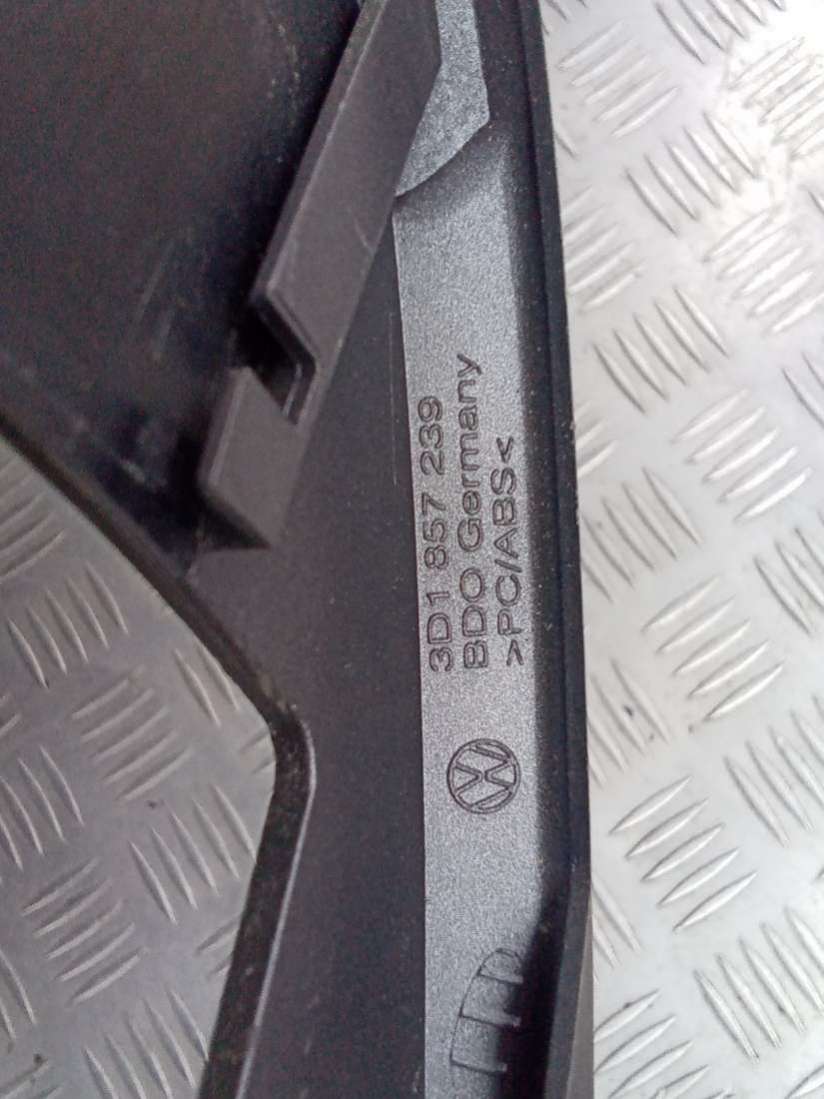 3D1 857 239
BDO Germany
>PC/ABS<